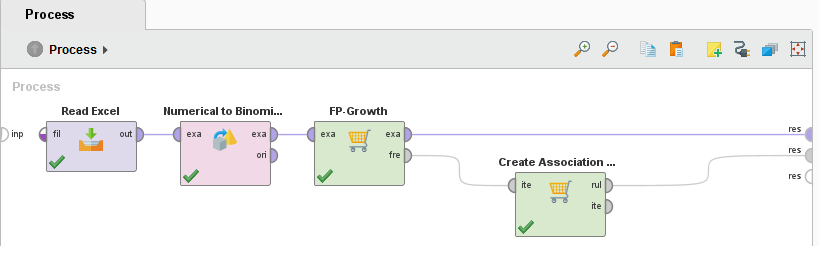 Process
Process
Process
Read Excel
Numerical to Binomi...
FP-Growth
inp
fil
out
exa
exa
ori
exa
exa
fre
res
res
res
Create Association ...
ite
rul
ite